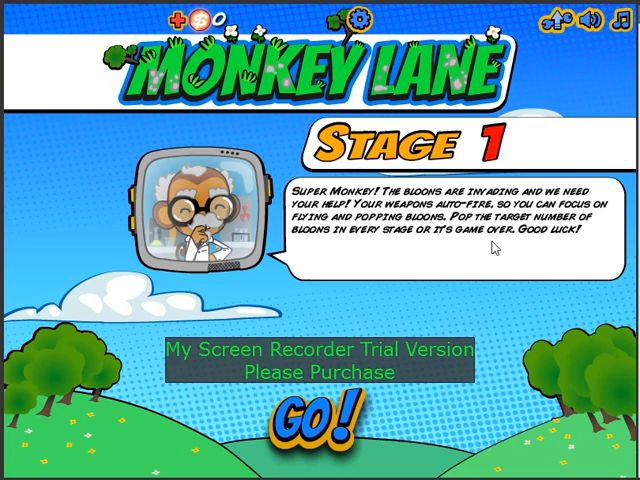 $0
MONKEY LANE
STAGE 1
SUPER MONKEY! THE BLOONS ARE INVADING AND WE NEED
YOUR HELP! YOUR WEAPONS AUTO-FIRE, SO YOU CAN FOCUS ON
FLYING AND POPPING BLOONS. POP THE TARGET NUMBER OF
BLOONS IN EVERY STAGE OR IT'S GAME OVER. GOOD LUCK!
My Screen Recorder Trial Version
Please Purchase
GO!